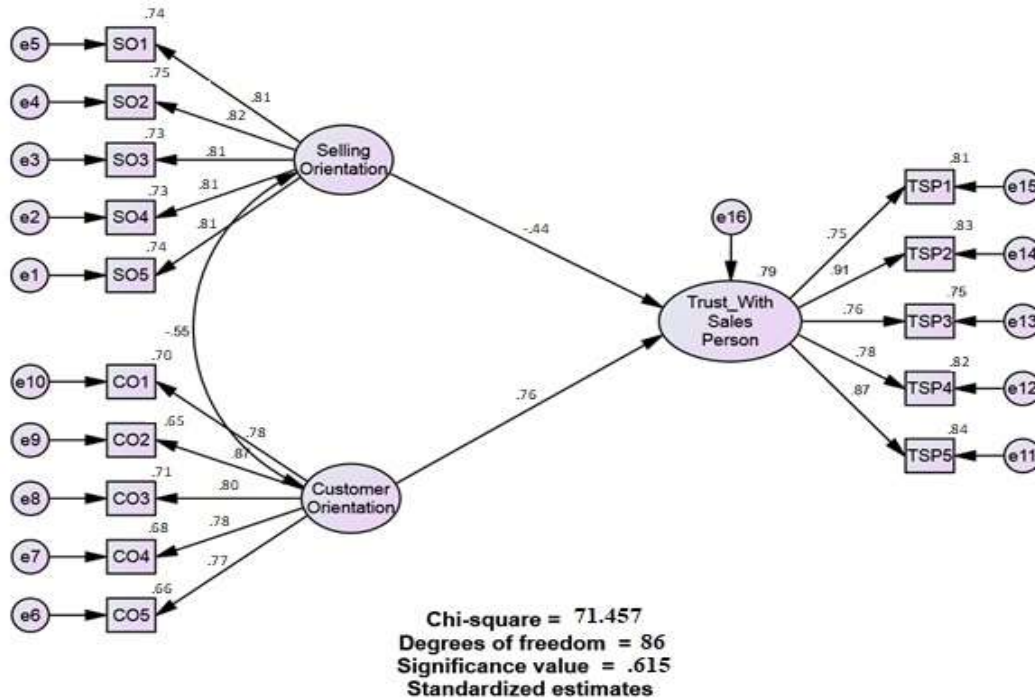 .74
e5 SO1
.75
e4 SO2
.81
.82
.73
e3 SO3
.81
Selling
Orientation
.73
e2 SO4
.81
.74
e1 SO5
.81
-.55
.70
e10 CO1
.65
e9 CO2
.78
.87
.71
e8 CO3
.80
Customer
Orientation
.68
e7 CO4
.78
.66
e6 CO5
.77
-.44
.76
e16
.79
Trust_With
Sales
Person
.81
TSP1 e15
.75
.83
TSP2 e14
.91
.75
TSP3 e13
.76
.82
TSP4 e12
.78
.84
TSP5 e11
.87
Chi-square = 71.457
Degrees of freedom = 86
Significance value = .615
Standardized estimates